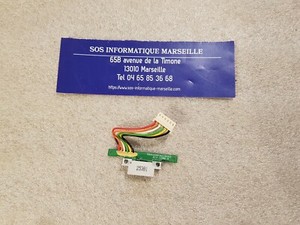 SOS INFORMATIQUE MARSEILLE
658 avenue de la Timone
13010 Marseille
Tel 04 65 85 36 68
https://www.sos-informatique-marseille.com